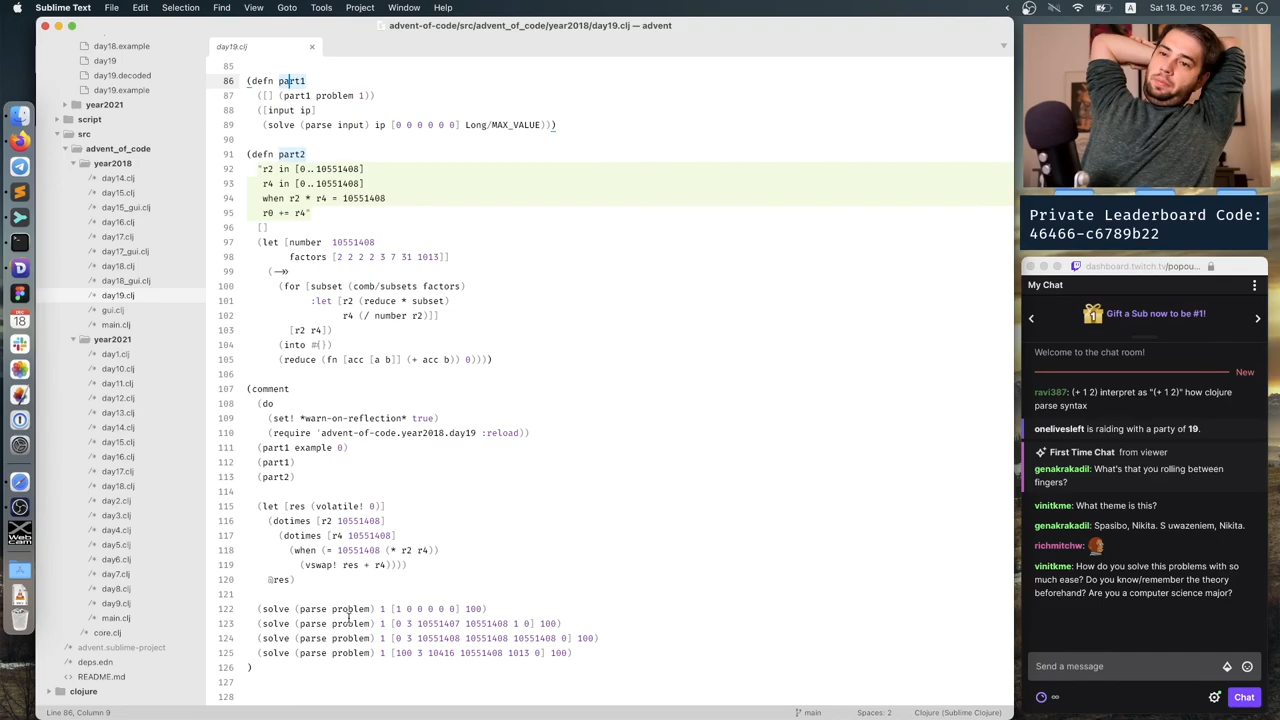 Sublime Text File Edit Selection Find View Goto Tools Project Window Help
Sat 18. Dec 17:36
advent-of-code/src/advent_of_code/year2018/day19.clj — advent
day18.example
day19
day19.decoded
day19.example
year2021
script
src
advent_of_code
year2018
day14.clj
day15.clj
day15_gui.clj
day16.clj
day17.clj
day17_gui.clj
day18.clj
day18_gui.clj
day19.clj
gui.clj
main.clj
year2021
day1.clj
day10.clj
day11.clj
day12.clj
day13.clj
day14.clj
day15.clj
day16.clj
day17.clj
day18.clj
day2.clj
day3.clj
day4.clj
day5.clj
day6.clj
day7.clj
day8.clj
day9.clj
main.clj
core.clj
advent.sublime-project
deps.edn
README.md
clojure
day19.clj
85
86 (defn part1
87 ([] (part1 problem 1))
88 ([input ip]
89 (solve (parse input) ip [0 0 0 0 0 0] Long/MAX_VALUE)))
90
91 (defn part2
92 "r2 in [0..10551408]
93 r4 in [0..10551408]
94 when r2 * r4 = 10551408
95 r0 += r4"
96 []
97 (let [number 10551408
98 factors [2 2 2 2 3 7 31 1013]]
99 (->>
100 (for [subset (comb/subsets factors)
101 :let [r2 (reduce * subset)
102 r4 (/ number r2)]]
103 [r2 r4])
104 (into #{})
105 (reduce (fn [acc [a b]] (+ acc b)) 0))))
106
107 (comment
108 (do
109 (set! *warn-on-reflection* true)
110 (require 'advent-of-code.year2018.day19 :reload))
111 (part1 example 0)
112 (part1)
113 (part2)
114
115 (let [res (volatile! 0)]
116 (dotimes [r2 10551408]
117 (dotimes [r4 10551408]
118 (when (= 10551408 (* r2 r4))
119 (vswap! res + r4))))
120 @res)
121
122 (solve (parse problem) 1 [1 0 0 0 0 0] 100)
123 (solve (parse problem) 1 [0 3 10551407 10551408 1 0] 100)
124 (solve (parse problem) 1 [0 3 10551408 10551408 10551408 0] 100)
125 (solve (parse problem) 1 [100 3 10416 10551408 1013 0] 100)
126 )
127
128
Line 86, Column 9
main
Spaces: 2
Clojure (Sublime Clojure)
DEC
18
Web
Cam
Private Leaderboard Code:
46466-c6789b22
dashboard.twitch.tv/popou...
My Chat
1
Gift a Sub now to be #1!
Welcome to the chat room!
New
ravi387: (+ 1 2) interpret as "(+ 1 2)" how clojure
parse syntax
onelivesleft is raiding with a party of 19.
First Time Chat from viewer
genakrakadil: What's that you rolling between
fingers?
vinitkme: What theme is this?
genakrakadil: Spasibo, Nikita. S uwazeniem, Nikita.
richmitchw:
vinitkme: How do you solve this problems with so
much ease? Do you know/remember the theory
beforehand? Are you a computer science major?
Send a message
∞
Chat